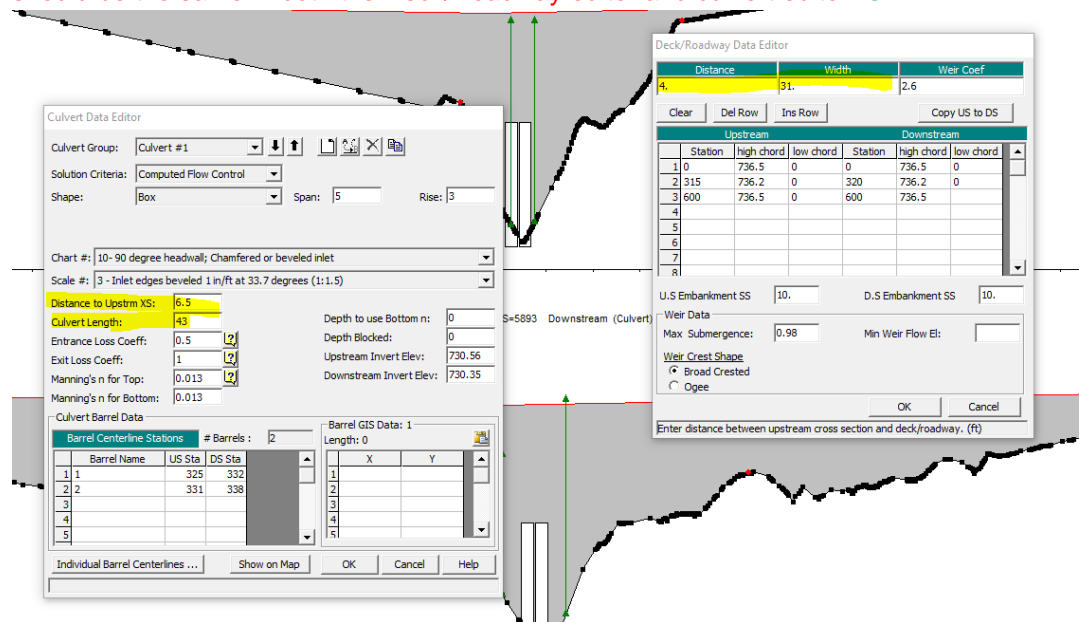 Culvert Data Editor
Culvert Group: Culvert #1
Solution Criteria: Computed Flow Control
Shape: Box Span: 5 Rise: 3
Chart #: 10- 90 degree headwall; Chamfered or beveled inlet
Scale #: 3 - Inlet edges beveled 1 in/ft at 33.7 degrees (1:1.5)
Distance to Upstrm XS: 6.5
Culvert Length: 43
Entrance Loss Coeff: 0.5
Exit Loss Coeff: 1
Manning's n for Top: 0.013
Manning's n for Bottom: 0.013
Depth to use Bottom n: 0
Depth Blocked: 0
Upstream Invert Elev: 730.56
Downstream Invert Elev: 730.35
Culvert Barrel Data
Barrel Centerline Stations # Barrels : 2
Barrel Name US Sta DS Sta
1 1 325 332
2 2 331 338
3
4
5
Barrel GIS Data: 1
Length: 0
X Y
1
2
3
4
5
Individual Barrel Centerlines ... Show on Map OK Cancel Help
S=5893 Downstream (Culvert)
Deck/Roadway Data Editor
Distance Width Weir Coef
4. 31. 2.6
Clear Del Row Ins Row Copy US to DS
Upstream Downstream
Station high chord low chord Station high chord low chord
1 0 736.5 0 0 736.5 0
2 315 736.2 0 320 736.2 0
3 600 736.5 0 600 736.5
4
5
6
7
8
U.S Embankment SS 10. D.S Embankment SS 10.
Weir Data
Max Submergence: 0.98 Min Weir Flow El:
Weir Crest Shape
Broad Crested
Ogee
OK Cancel
Enter distance between upstream cross section and deck/roadway. (ft)